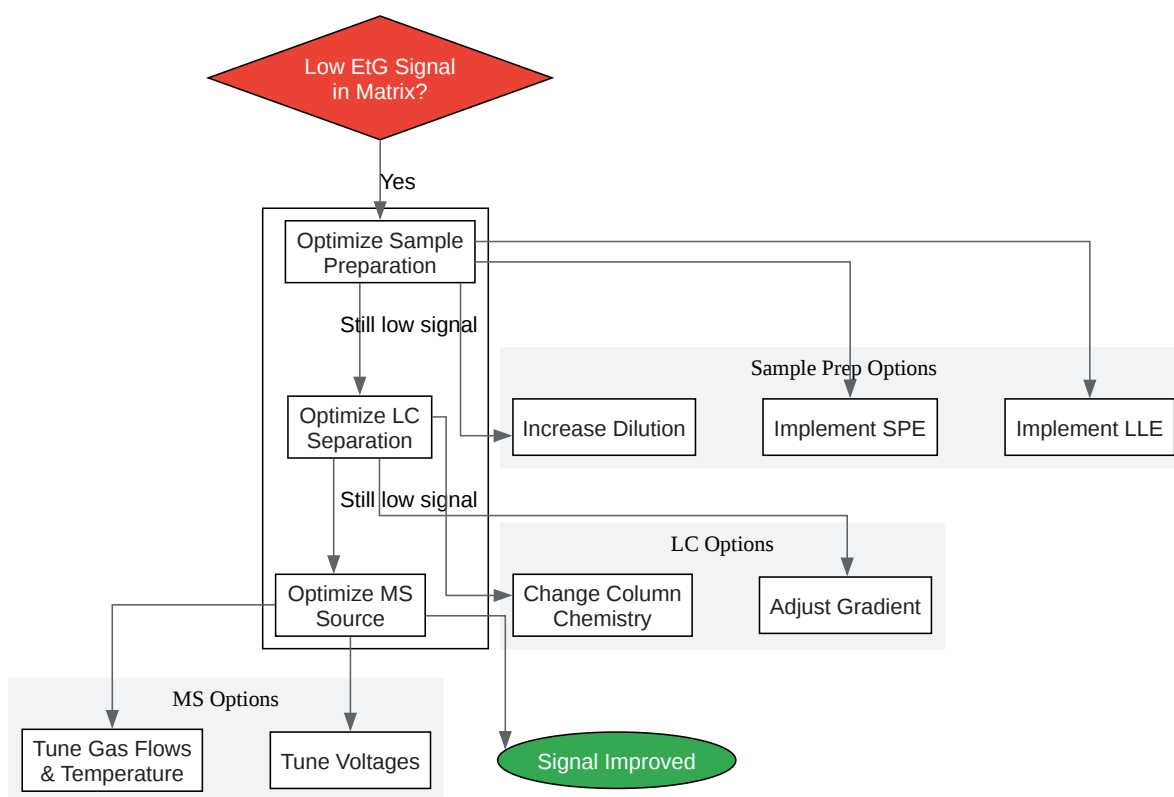 Low EtG Signal
in Matrix?
Yes
Optimize Sample
Preparation
Still low signal
Sample Prep Options
Increase Dilution
Implement SPE
Implement LLE
Optimize LC
Separation
Still low signal
LC Options
Change Column
Chemistry
Adjust Gradient
Optimize MS
Source
MS Options
Tune Gas Flows
& Temperature
Tune Voltages
Signal Improved